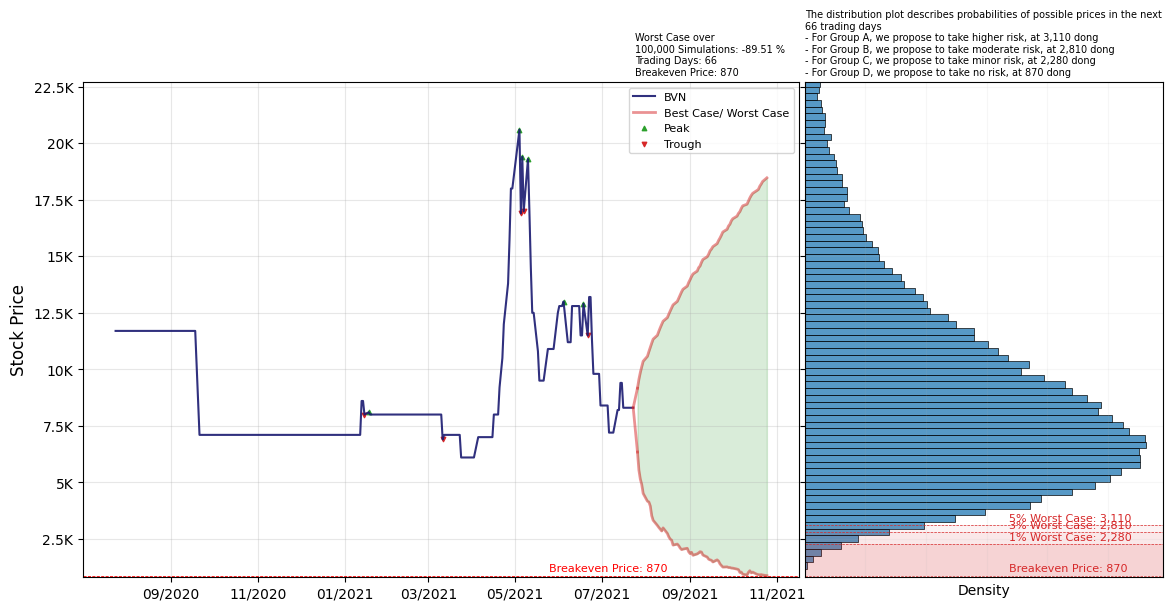 The distribution plot describes probabilities of possible prices in the next
66 trading days
- For Group A, we propose to take higher risk, at 3,110 dong
- For Group B, we propose to take moderate risk, at 2,810 dong
- For Group C, we propose to take minor risk, at 2,280 dong
- For Group D, we propose to take no risk, at 870 dong
Worst Case over
100,000 Simulations: -89.51 %
Trading Days: 66
Breakeven Price: 870
BVN
Best Case/ Worst Case
Peak
Trough
Stock Price
22.5K
20K
17.5K
15K
12.5K
10K
7.5K
5K
2.5K
Breakeven Price: 870
09/2020
11/2020
01/2021
03/2021
05/2021
07/2021
09/2021
11/2021
5% Worst Case: 3,110
3% Worst Case: 2,810
1% Worst Case: 2,280
Breakeven Price: 870
Density